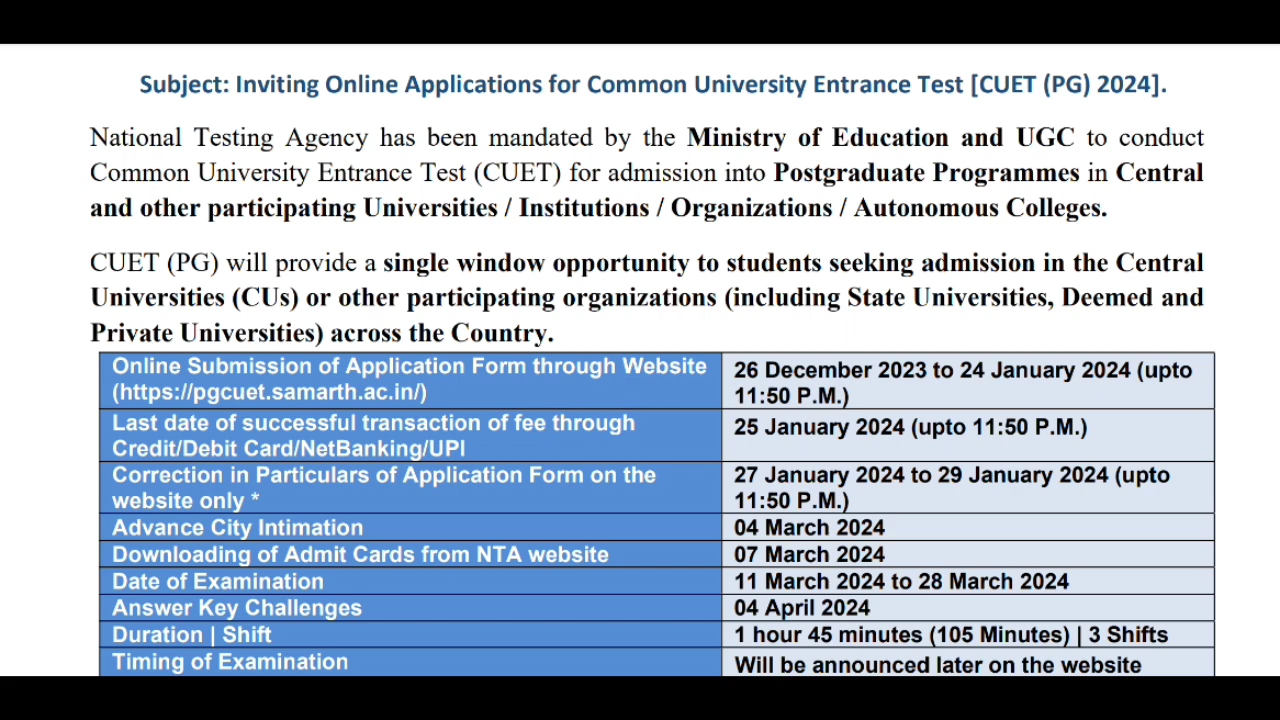 Subject: Inviting Online Applications for Common University Entrance Test [CUET (PG) 2024].
National Testing Agency has been mandated by the Ministry of Education and UGC to conduct
Common University Entrance Test (CUET) for admission into Postgraduate Programmes in Central
and other participating Universities / Institutions / Organizations / Autonomous Colleges.
CUET (PG) will provide a single window opportunity to students seeking admission in the Central
Universities (CUs) or other participating organizations (including State Universities, Deemed and
Private Universities) across the Country.
Online Submission of Application Form through Website
(https://pgcuet.samarth.ac.in/)
26 December 2023 to 24 January 2024 (upto
11:50 P.M.)
Last date of successful transaction of fee through
Credit/Debit Card/NetBanking/UPI
25 January 2024 (upto 11:50 P.M.)
Correction in Particulars of Application Form on the
website only *
27 January 2024 to 29 January 2024 (upto
11:50 P.M.)
Advance City Intimation
04 March 2024
Downloading of Admit Cards from NTA website
07 March 2024
Date of Examination
11 March 2024 to 28 March 2024
Answer Key Challenges
04 April 2024
Duration | Shift
1 hour 45 minutes (105 Minutes) | 3 Shifts
Timing of Examination
Will be announced later on the website